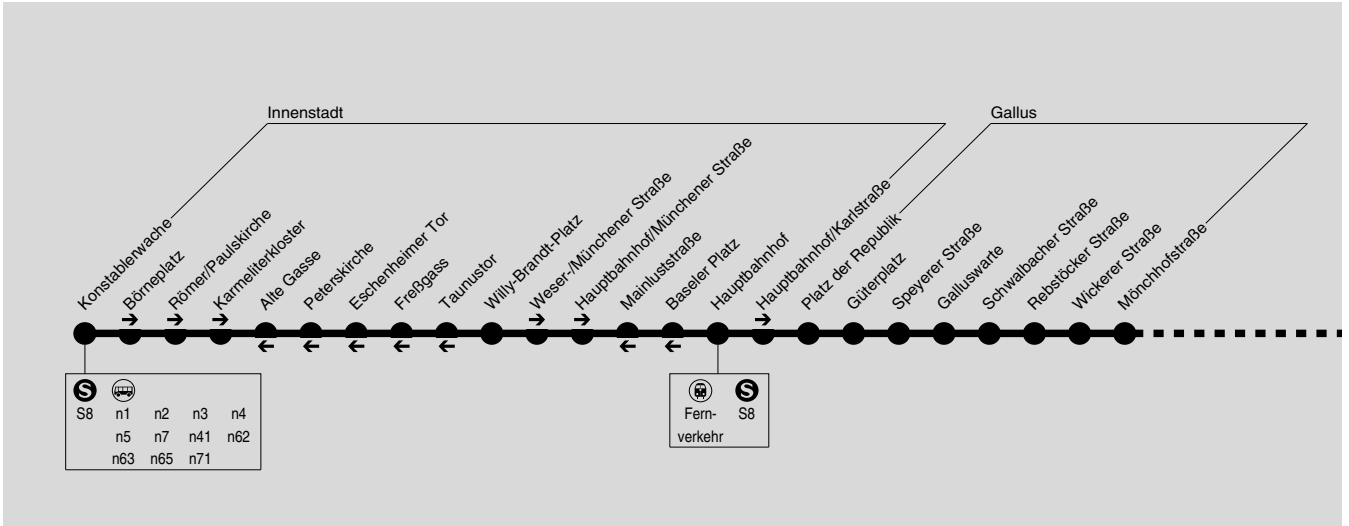 Innenstadt
Gallus
Konstablerwache
Börneplatz
Römer/Paulskirche
Karmeliterkloster
Alte Gasse
Peterskirche
Eschenheimer Tor
Freßgass
Taunustor
Willy-Brandt-Platz
Weser-/Münchener Straße
Hauptbahnhof/Münchener Straße
Mainluststraße
Baseler Platz
Hauptbahnhof
Hauptbahnhof/Karlstraße
Platz der Republik
Güterplatz
Speyerer Straße
Galluswarte
Schwalbacher Straße
Rebstöcker Straße
Wickerer Straße
Mönchhofstraße
S
S8 n1 n2 n3 n4
n5 n7 n41 n62
n63 n65 n71
S
Fern- S8
verkehr